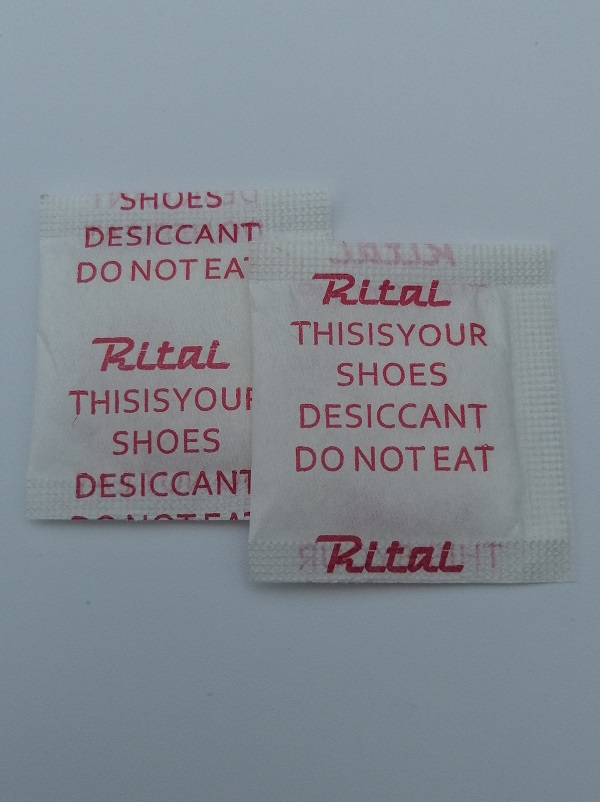 SHOES
DESICCANT
DO NOT EAT
Rital
THISISYOUR
SHOES
DESICCANT
Rital
THISISYOUR
SHOES
DESICCANT
DO NOT EAT
Rital